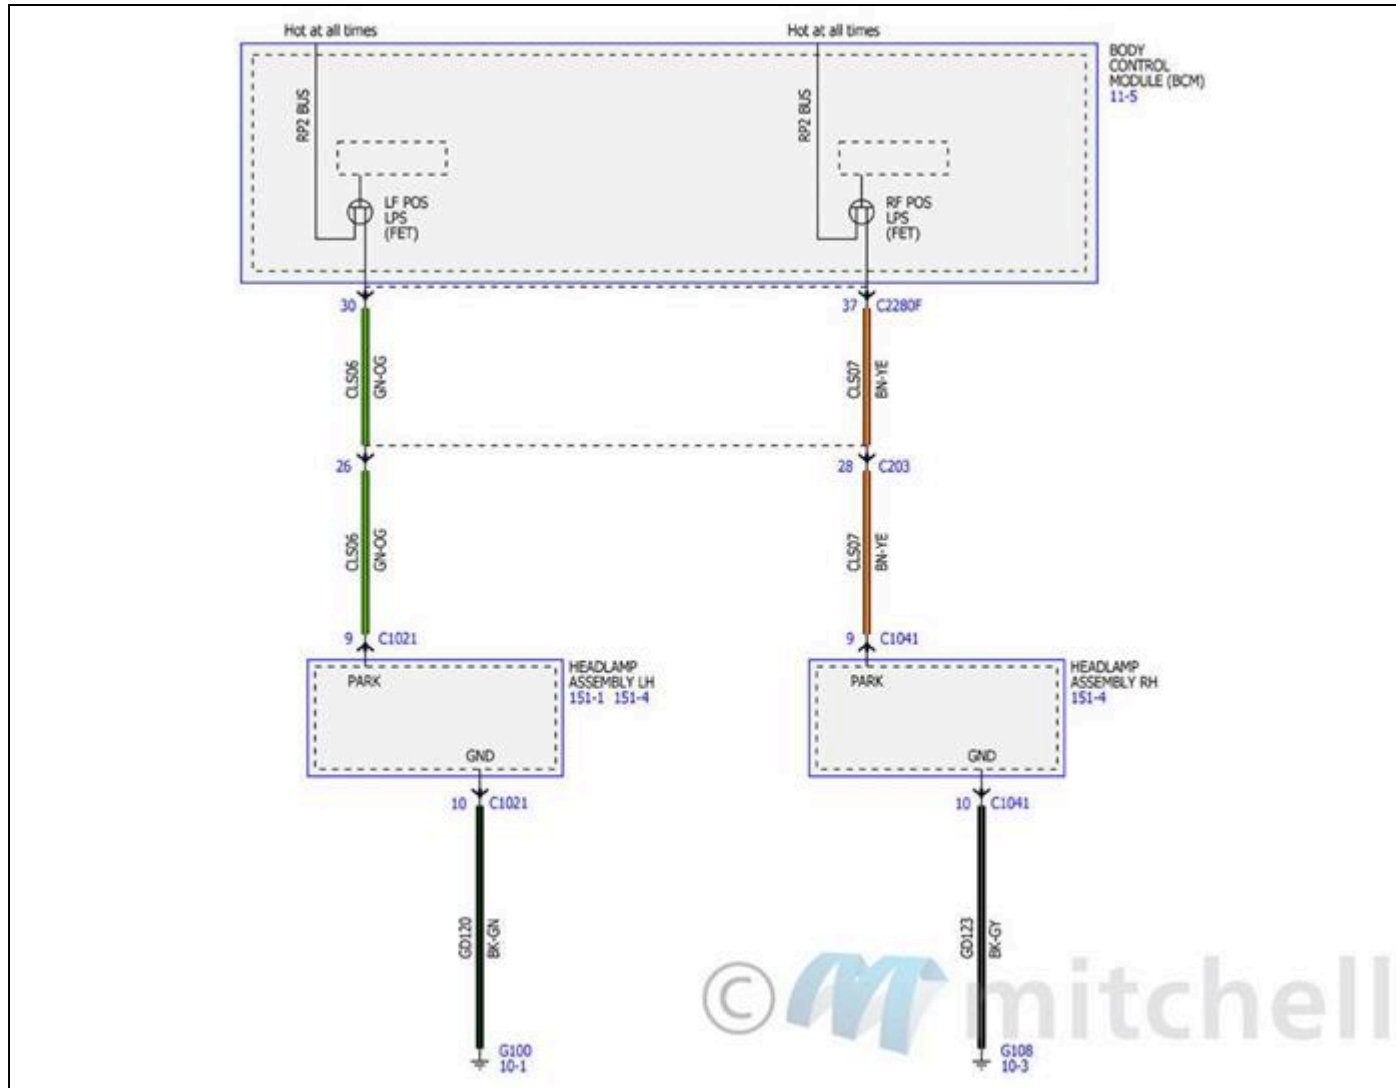 Hot at all times
Hot at all times
BODY
CONTROL
MODULE (BCM)
11-5
RP2 BUS
RP2 BUS
LF POS
LPS
(FET)
RF POS
LPS
(FET)
30
37 C2280F
CLS06
GN-OG
CLS07
BN-YE
26
28 C203
CLS06
GN-OG
CLS07
BN-YE
9 C1021
9 C1041
PARK
HEADLAMP
ASSEMBLY LH
151-1 151-4
PARK
HEADLAMP
ASSEMBLY RH
151-4
GND
GND
10 C1021
10 C1041
GD120
BK-GN
GD123
BK-GY
© mitchell
G100
10-1
G108
10-3